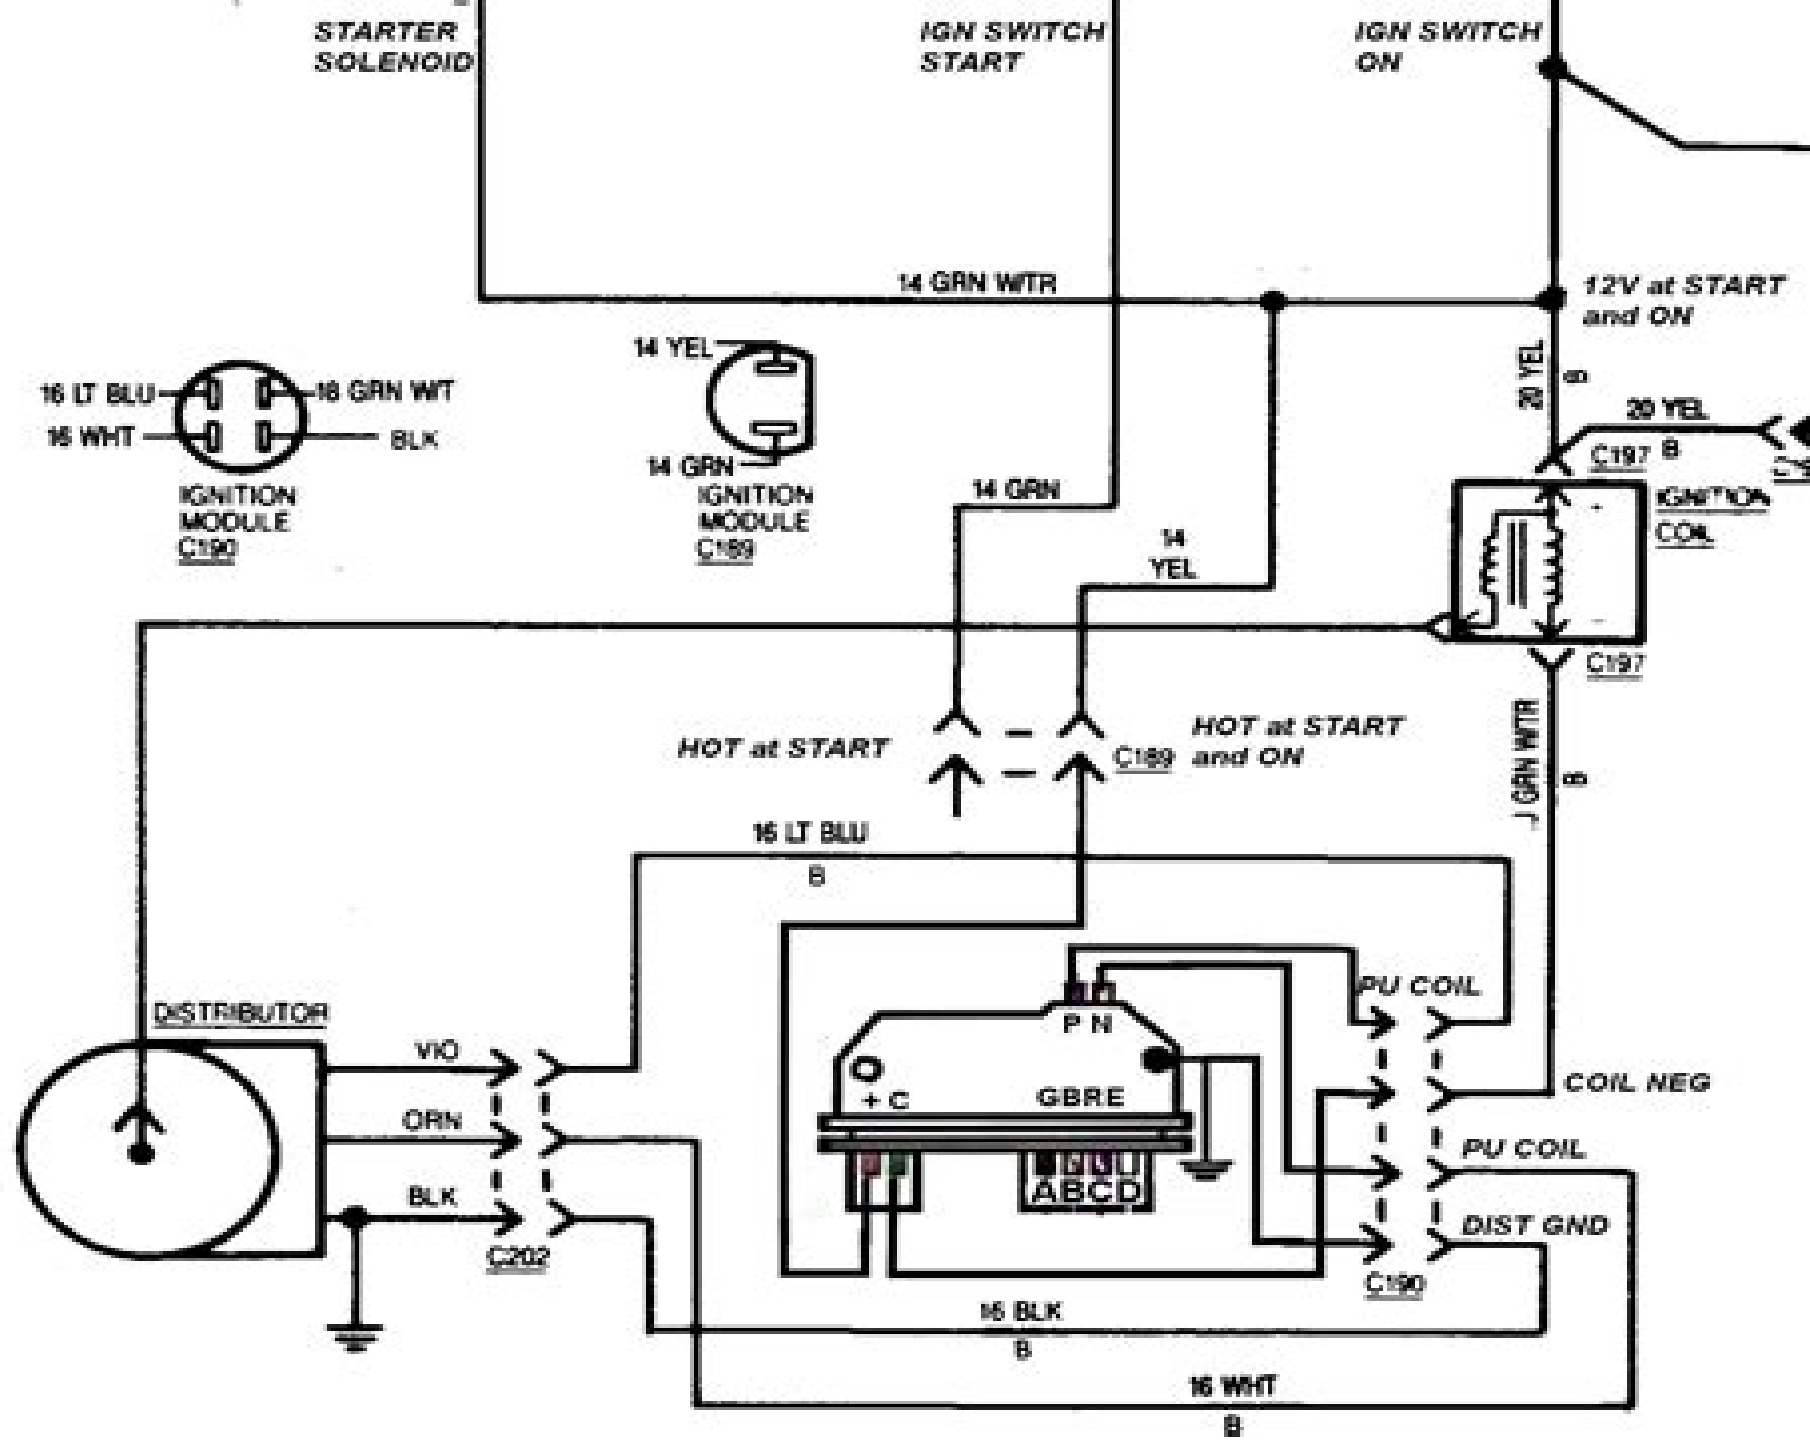 STARTER
SOLENOID
IGN SWITCH
START
IGN SWITCH
ON
14 GRN WTR
12V at START
and ON
14 YEL
14 GRN
IGNITION
MODULE
C189
16 LT BLU
16 GRN WT
16 WHT
BLK
IGNITION
MODULE
C190
20 YEL
B
20 YEL
B
C197
IGNITION
COIL
+
-
C197
14 GRN
14
YEL
HOT at START
C189
HOT at START
and ON
GRN WTR
B
16 LT BLU
B
DISTRIBUTOR
VIO
ORN
BLK
C202
P N
+ C
GBRE
ABCD
PU COIL
COIL NEG
PU COIL
DIST GND
C190
16 BLK
B
16 WHT
B